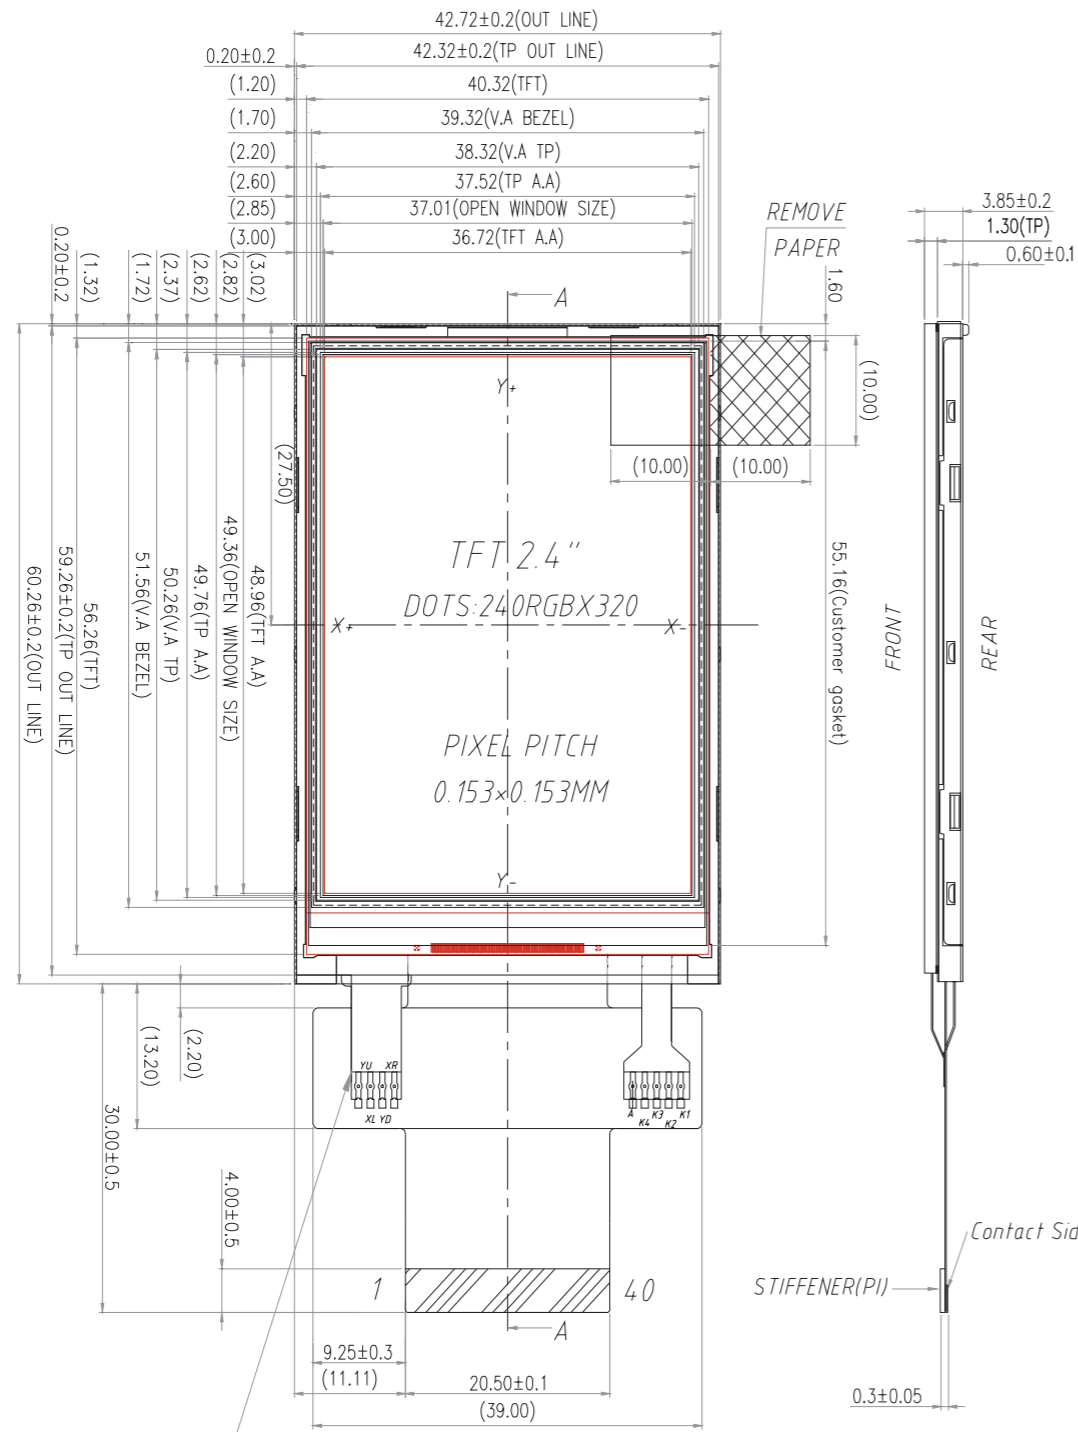 42.72±0.2(OUT LINE)
0.20±0.2
42.32±0.2(TP OUT LINE)
(1.20)
40.32(TFT)
(1.70)
39.32(V.A BEZEL)
(2.20)
38.32(V.A TP)
(2.60)
37.52(TP A.A)
(2.85)
37.01(OPEN WINDOW SIZE)
(3.00)
36.72(TFT A.A)
REMOVE
PAPER
3.85±0.2
1.30(TP)
0.60±0.1
0.20±0.2
(1.32)
(1.72)
(2.37)
(2.62)
(2.82)
(3.02)
1.60
A
Y+
(10.00)
(10.00)
(10.00)
(27.50)
TFT 2.4"
DOTS:240RGBX320
X+
X-
60.26±0.2(OUT LINE)
59.26±0.2(TP OUT LINE)
56.26(TFT)
51.56(V.A BEZEL)
50.26(V.A TP)
49.76(TP A.A)
49.36(OPEN WINDOW SIZE)
48.96(TFT A.A)
55.16(Customer gasket)
FRONT
REAR
PIXEL PITCH
0.153×0.153MM
Y-
(2.20)
(13.20)
30.00±0.5
4.00±0.5
YU XR
XL YD
A K3 K1
K4 K2
1
40
A
Contact Sid
STIFFENER(PI)
9.25±0.3
(11.11)
20.50±0.1
(39.00)
0.3±0.05